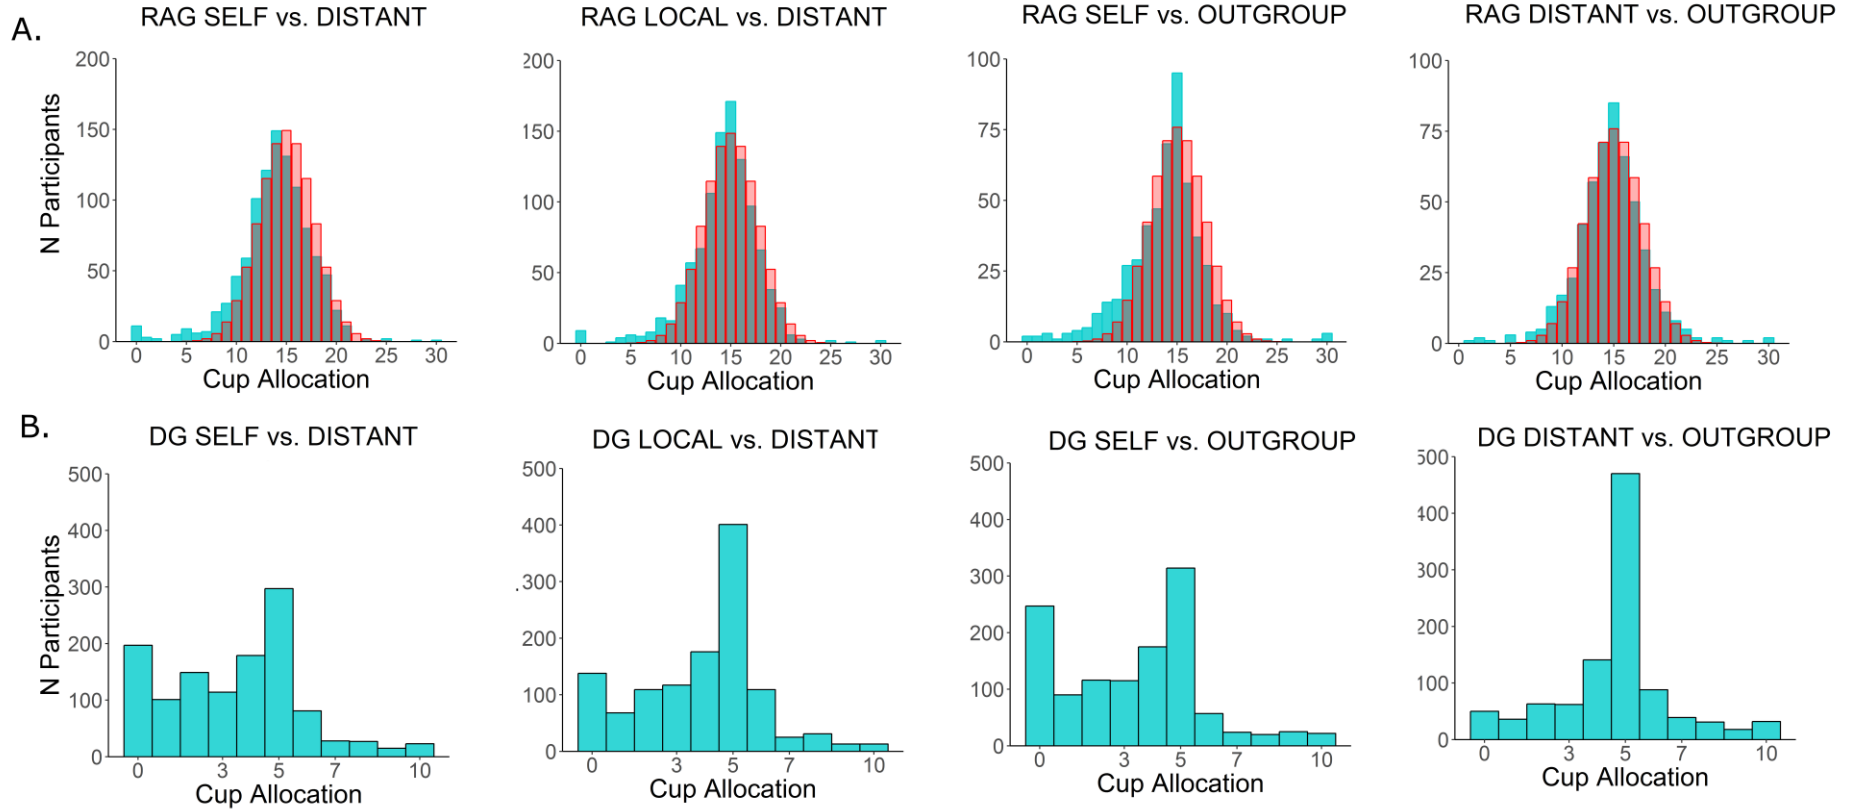 A.
RAG SELF vs. DISTANT
RAG LOCAL vs. DISTANT
RAG SELF vs. OUTGROUP
RAG DISTANT vs. OUTGROUP
N Participants
200
150
100
50
0
0 5 10 15 20 25 30
Cup Allocation
200
150
100
50
0
0 5 10 15 20 25 30
Cup Allocation
100
75
50
25
0
0 5 10 15 20 25 30
Cup Allocation
100
75
50
25
0
0 5 10 15 20 25 30
Cup Allocation
B.
DG SELF vs. DISTANT
DG LOCAL vs. DISTANT
DG SELF vs. OUTGROUP
DG DISTANT vs. OUTGROUP
N Participants
500
400
300
200
100
0
0 3 5 7 10
Cup Allocation
500
400
300
200
100
0
0 3 5 7 10
Cup Allocation
500
400
300
200
100
0
0 3 5 7 10
Cup Allocation
500
400
300
200
100
0
0 3 5 7 10
Cup Allocation